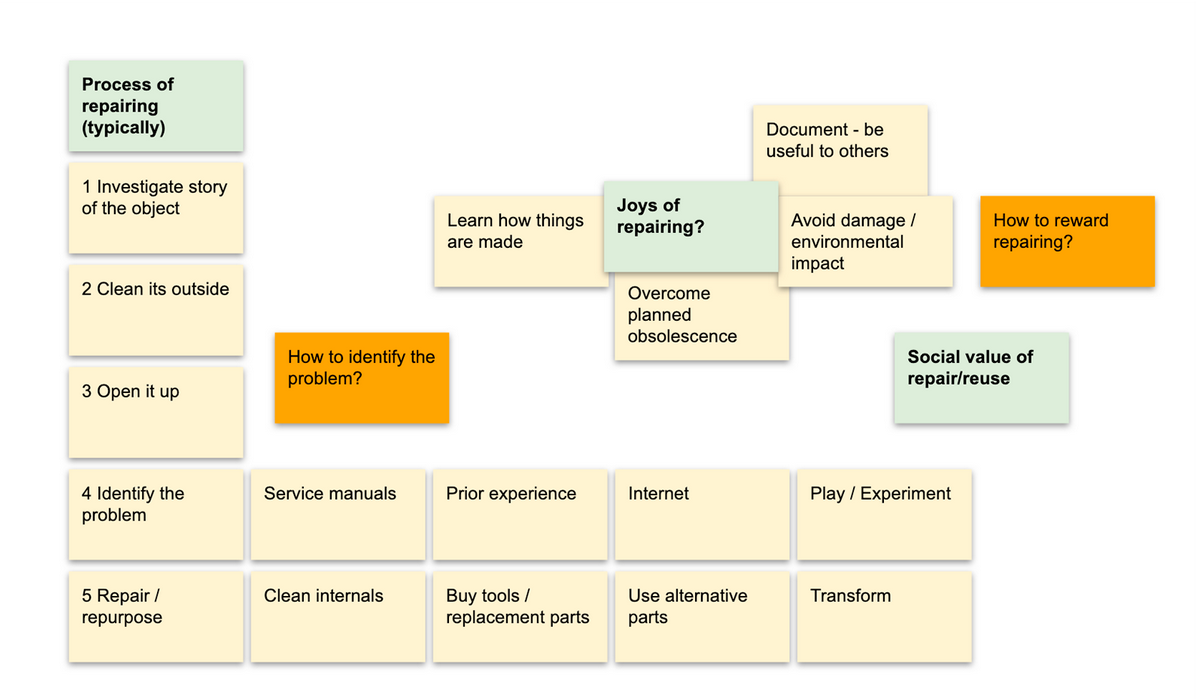 Process of
repairing
(typically)
1 Investigate story
of the object
2 Clean its outside
3 Open it up
How to identify the
problem?
Learn how things
are made
Joys of
repairing?
Document - be
useful to others
Avoid damage /
environmental
impact
Overcome
planned
obsolescence
How to reward
repairing?
Social value of
repair/reuse
4 Identify the
problem
Service manuals
Prior experience
Internet
Play / Experiment
5 Repair /
repurpose
Clean internals
Buy tools /
replacement parts
Use alternative
parts
Transform